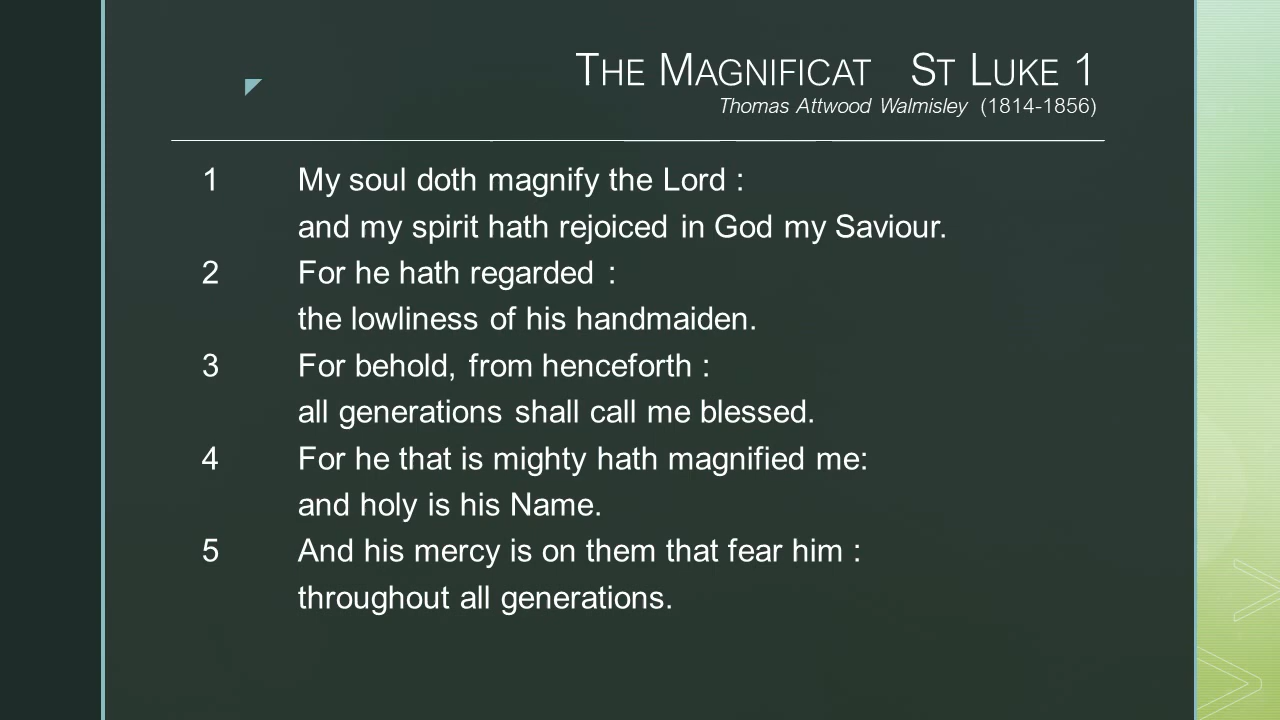 The Magnificat St Luke 1
Thomas Attwood Walmisley (1814-1856)
1 My soul doth magnify the Lord :
and my spirit hath rejoiced in God my Saviour.
2 For he hath regarded :
the lowliness of his handmaiden.
3 For behold, from henceforth :
all generations shall call me blessed.
4 For he that is mighty hath magnified me:
and holy is his Name.
5 And his mercy is on them that fear him :
throughout all generations.